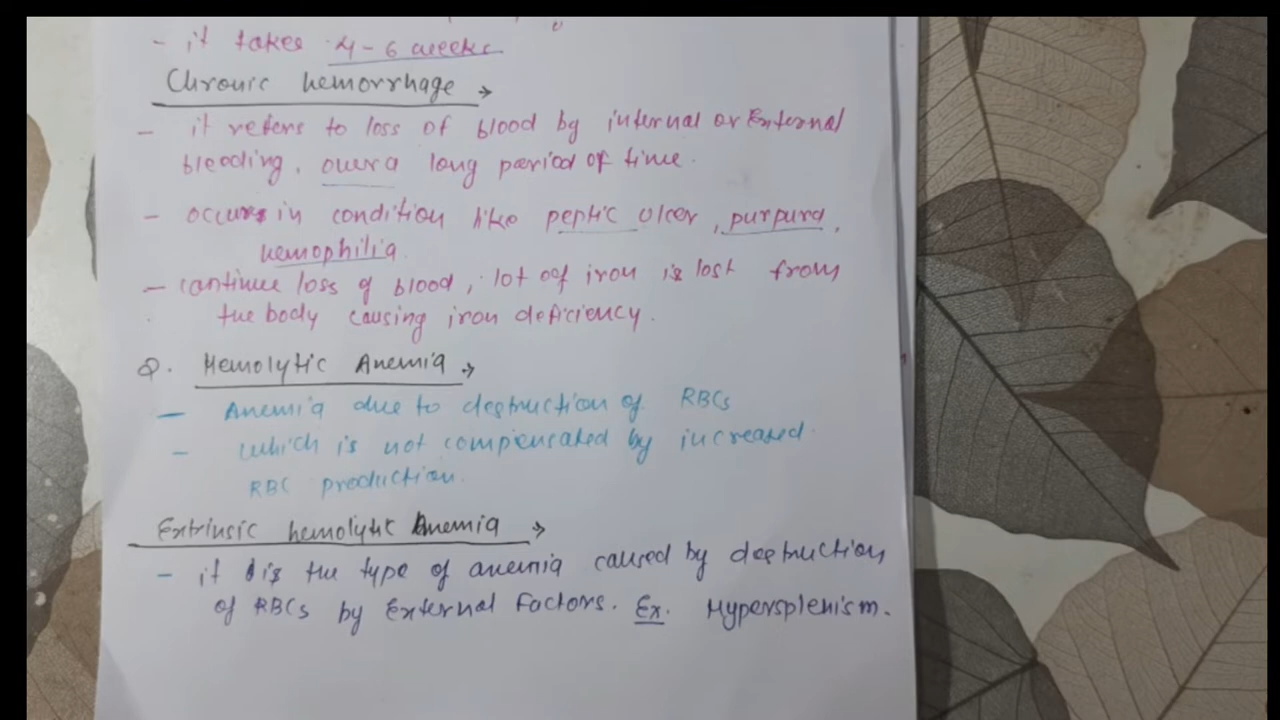 - it takes 4-6 weeks
Chronic hemorrhage →
- it refers to loss of blood by internal or External
bleeding, over a long period of time.
- occurs in condition like peptic ulcer, purpura,
hemophilia
- continue loss of blood, lot oof iron is lost from
the body causing iron deficiency.
2. Hemolytic Anemia →
- Anemia due to destruction of RBCs
- which is not compensated by increased
RBC production.
Extrinsic hemolytic Anemia →
- it is the type of anemia caused by destruction
of RBCs by External Factors. Ex. Hypersplenism.